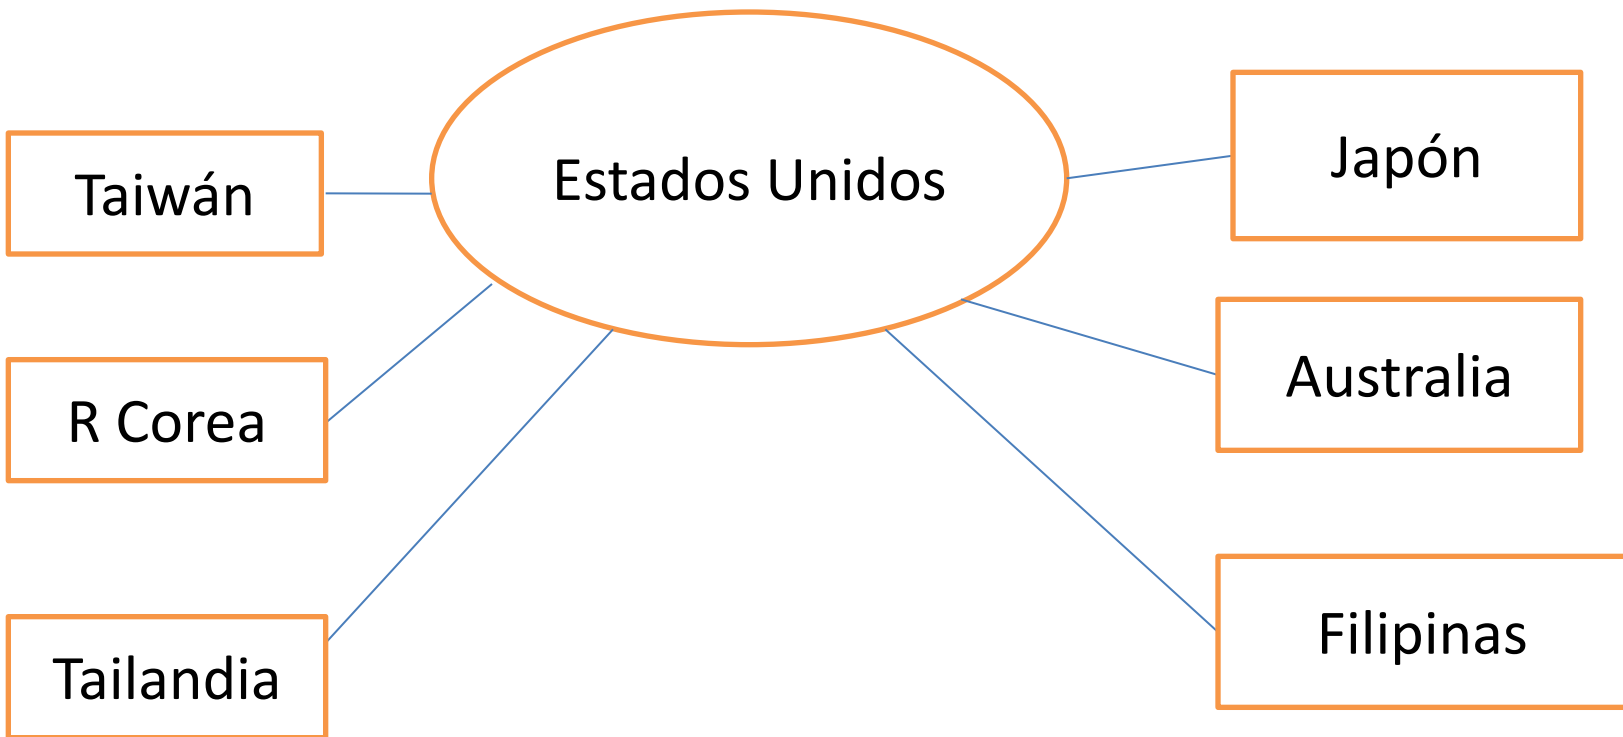 Estados Unidos
Taiwán
Japón
R Corea
Australia
Tailandia
Filipinas